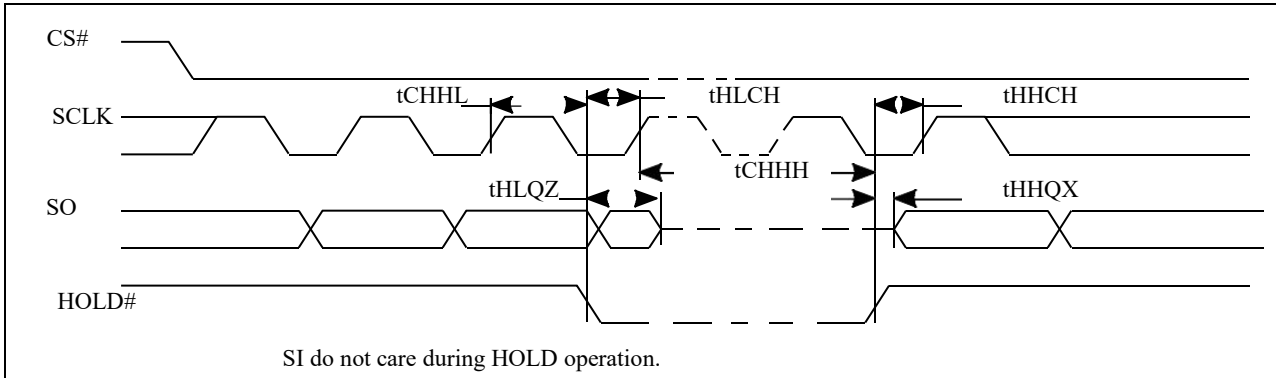 CS#
tCHHL
tHLCH
tHHCH
SCLK
tCHHH
tHLQZ
tHHQX
SO
HOLD#
SI do not care during HOLD operation.